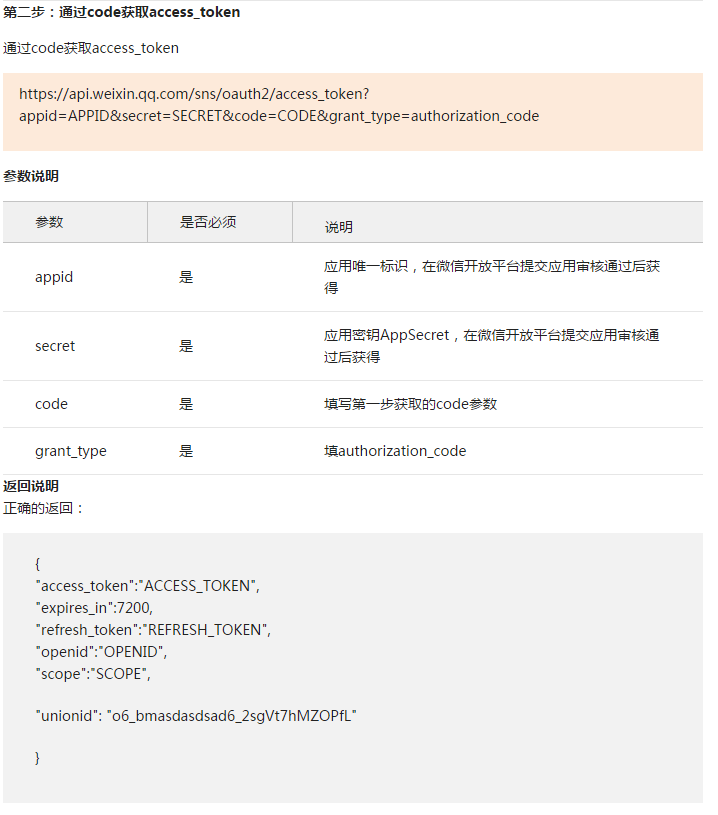 第二步：通过code获取access_token
通过code获取access_token
https://api.weixin.qq.com/sns/oauth2/access_token?
appid=APPID&secret=SECRET&code=CODE&grant_type=authorization_code
参数说明
参数 是否必须 说明
appid 是 应用唯一标识，在微信开放平台提交应用审核通过后获
得
secret 是 应用密钥AppSecret，在微信开放平台提交应用审核通
过后获得
code 是 填写第一步获取的code参数
grant_type 是 填authorization_code
返回说明
正确的返回：
{
"access_token":"ACCESS_TOKEN",
"expires_in":7200,
"refresh_token":"REFRESH_TOKEN",
"openid":"OPENID",
"scope":"SCOPE",
"unionid": "o6_bmasdasdsad6_2sgVt7hMZOPfL"
}